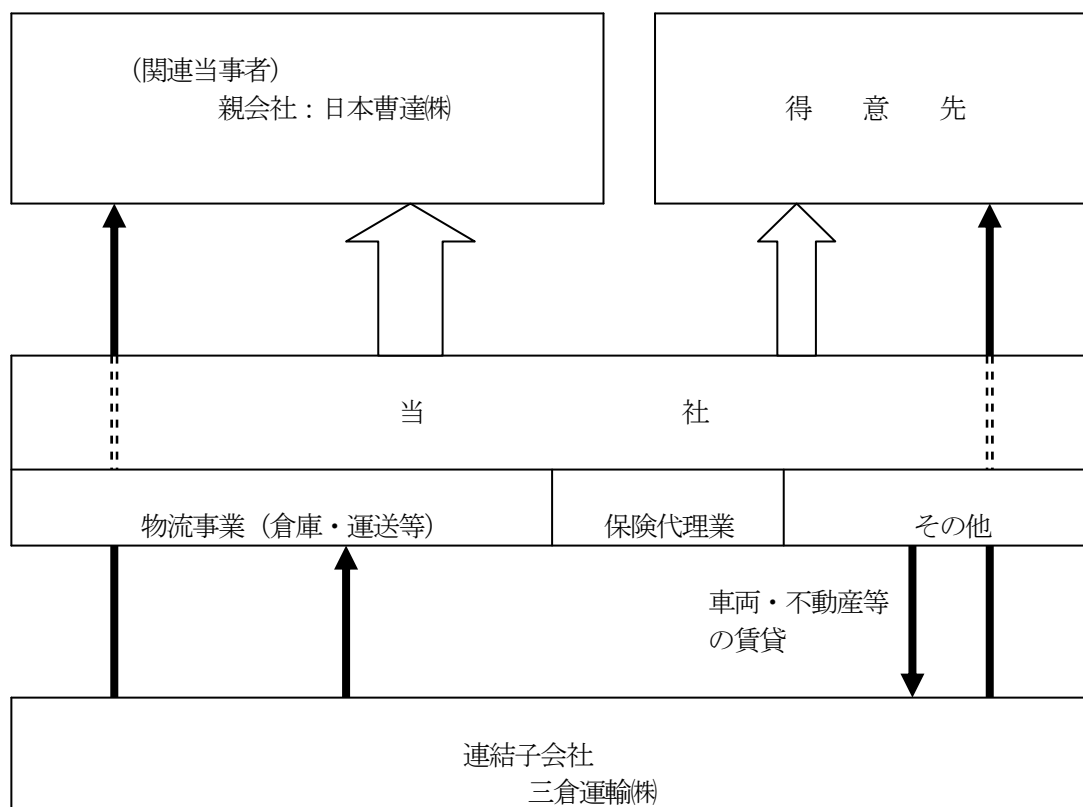 (関連当事者)
親会社:日本曹達㈱
得 意 先
当 社
物流事業(倉庫・運送等)
保険代理業
その他
車両・不動産等
の賃貸
連結子会社
三倉運輸㈱